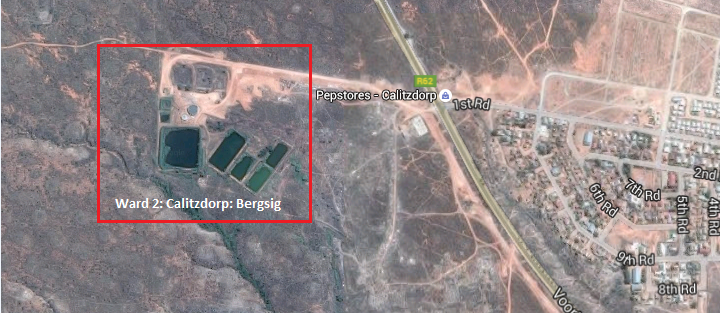 R62
Pepstores - Calitzdorp
1st Rd
2nd
7th Rd
6th Rd
5th Rd
4th Rd
Ward 2: Calitzdorp: Bergsig
9th Rd
8th Rd
Voor